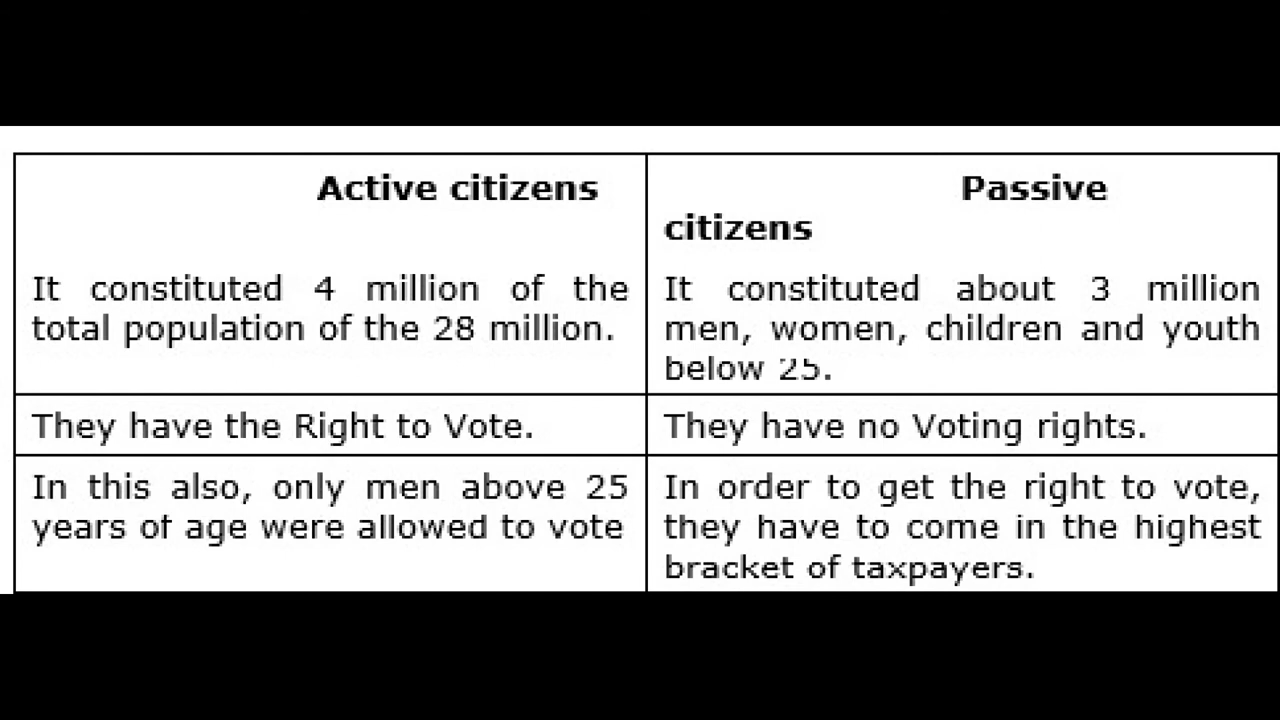 Active citizens
It constituted 4 million of the
total population of the 28 million.
Passive
citizens
It constituted about 3 million
men, women, children and youth
below 25.
They have the Right to Vote.
They have no Voting rights.
In this also, only men above 25
years of age were allowed to vote
In order to get the right to vote,
they have to come in the highest
bracket of taxpayers.